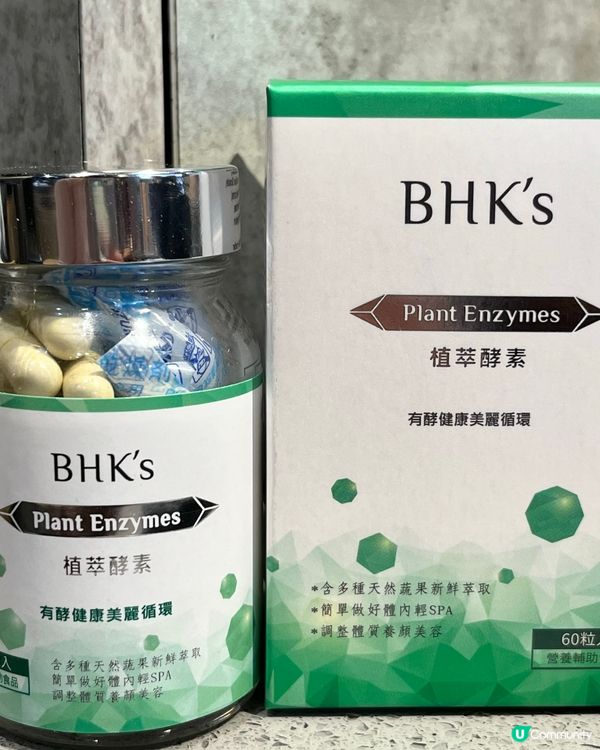 BHK's
Plant Enzymes
植萃酵素
有酵健康美麗循環
含多種天然蔬果新鮮萃取
簡單做好體內輕SPA
調整體質養顏美容
BHK's
Plant Enzymes
植萃酵素
有酵健康美麗循環
*含多種天然蔬果新鮮萃取
*簡單做好體內輕SPA
*調整體質養顏美容
60粒入
營養輔助
U Community